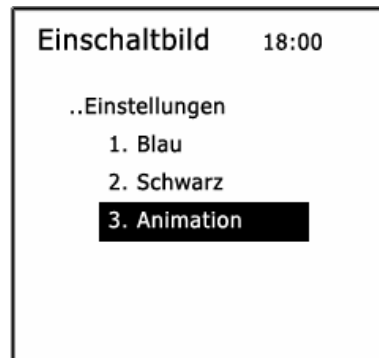 Einschaltbild 18:00
..Einstellungen
1. Blau
2. Schwarz
3. Animation